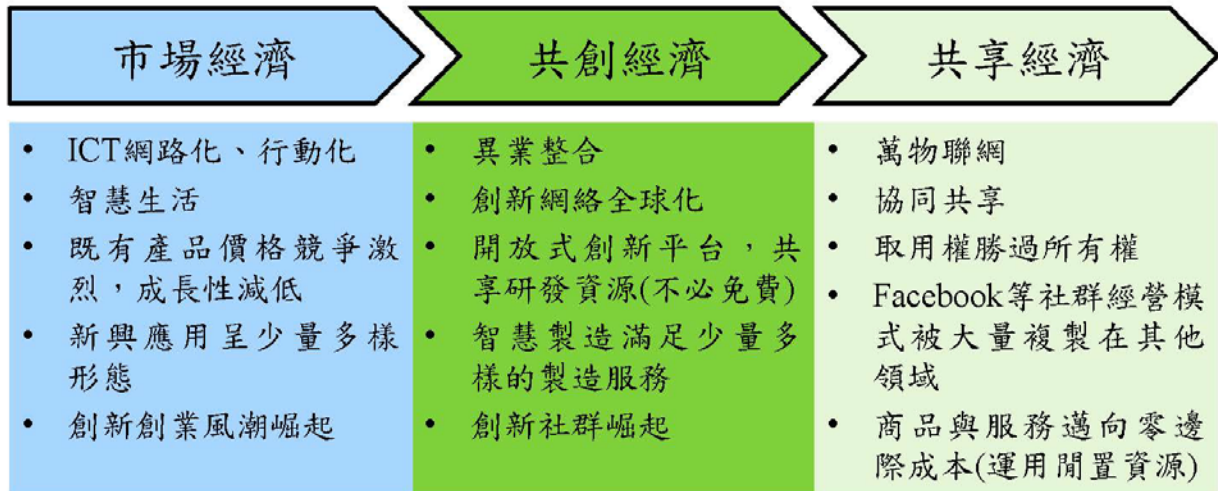 市場經濟
共創經濟
共享經濟
• ICT網路化、行動化
• 智慧生活
• 既有產品價格競爭激
烈，成長性減低
• 新興應用呈少量多樣
形態
• 創新創業風潮崛起
• 異業整合
• 創新網絡全球化
• 開放式創新平台，共
享研發資源(不必免費)
• 智慧製造滿足少量多
樣的製造服務
• 創新社群崛起
• 萬物聯網
• 協同共享
• 取用權勝過所有權
• Facebook等社群經營模
式被大量複製在其他
領域
• 商品與服務邁向零邊
際成本(運用閒置資源)